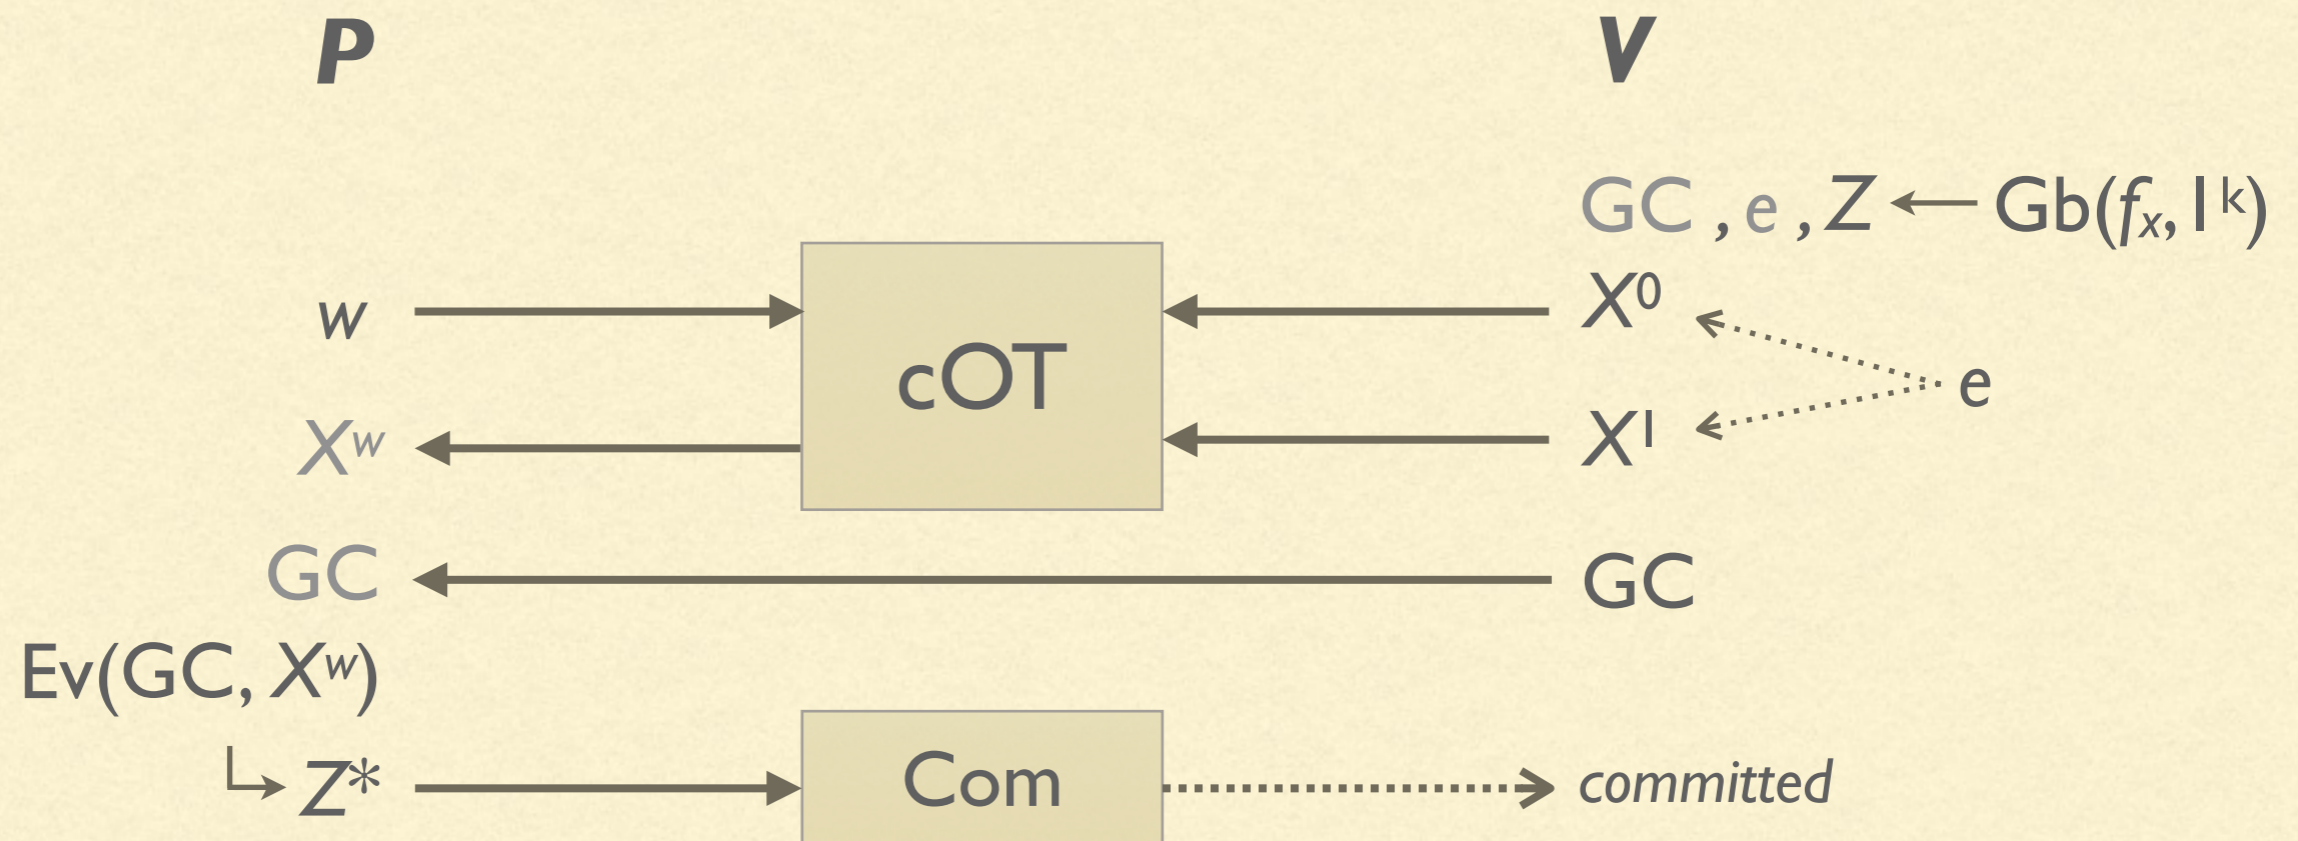 P V
GC , e , Z ← Gb(fₓ, 1ᵏ)
w cOT X⁰
e
Xʷ X¹
GC GC
Ev(GC, Xʷ)
Z* Com committed